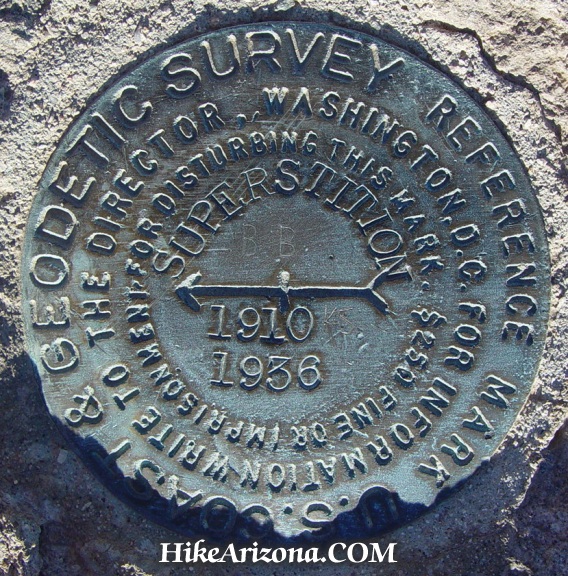 U.S. COAST & GEODETIC SURVEY REFERENCE MARK
FOR INFORMATION WRITE TO THE DIRECTOR, WASHINGTON, D.C.
$250 FINE OR IMPRISONMENT FOR DISTURBING THIS MARK.
SUPERSTITION
BB
1910
1936
HikeArizona.COM